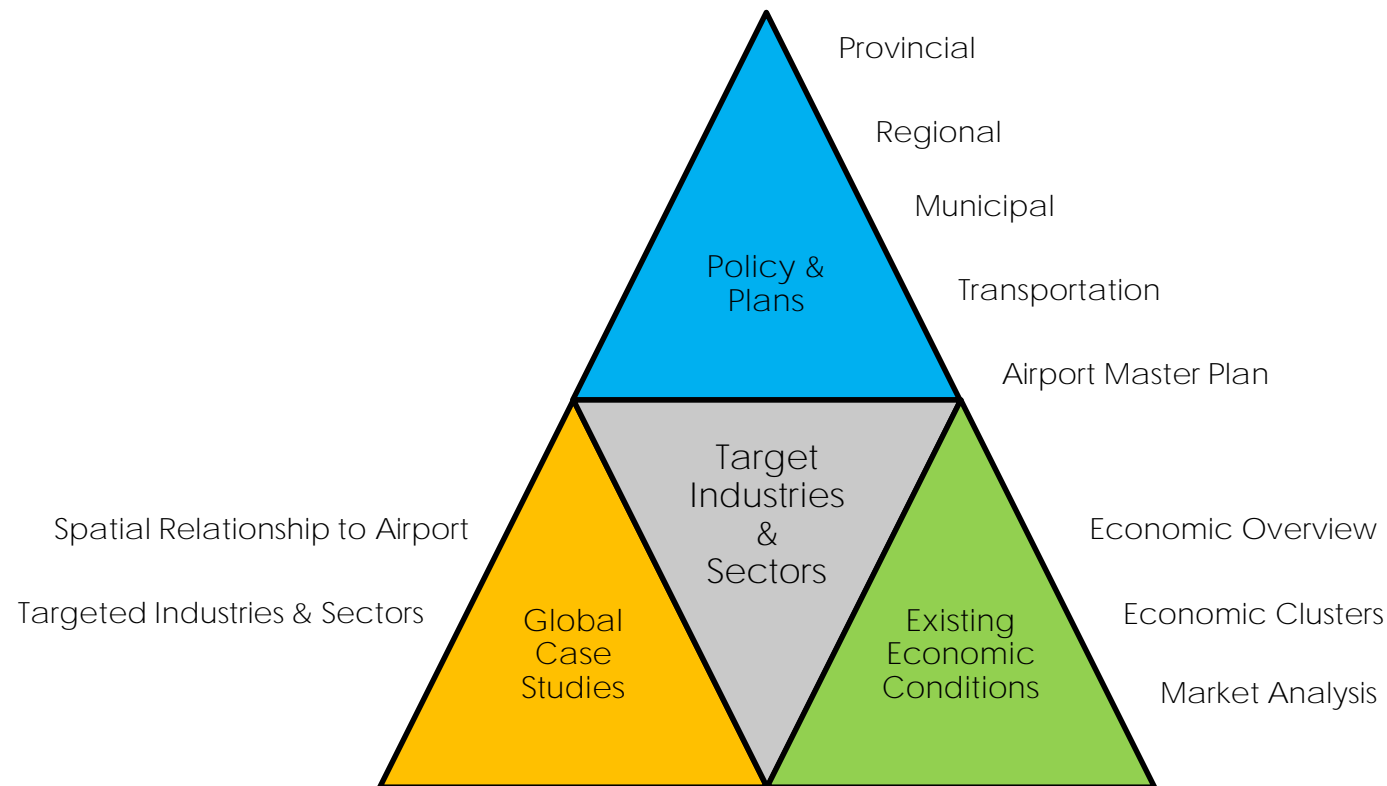 Provincial
Regional
Municipal
Policy &
Plans
Transportation
Airport Master Plan
Target
Industries
&
Sectors
Spatial Relationship to Airport
Targeted Industries & Sectors
Global
Case
Studies
Existing
Economic
Conditions
Economic Overview
Economic Clusters
Market Analysis